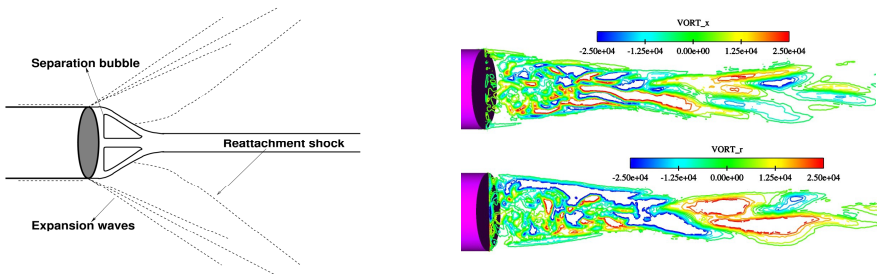 Separation bubble
Reattachment shock
Expansion waves
VORT_x
-2.50e+04 -1.25e+04 0.00e+00 1.25e+04 2.50e+04
VORT_r
-2.50e+04 -1.25e+04 0.00e+00 1.25e+04 2.50e+04